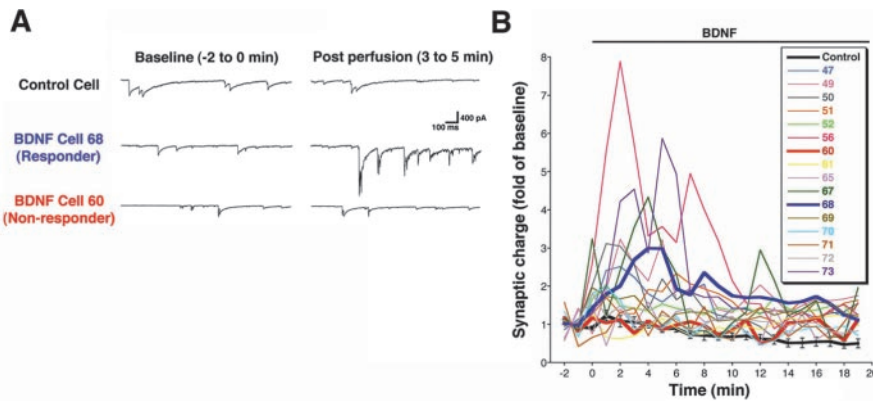 A
Baseline (-2 to 0 min)
Post perfusion (3 to 5 min)
Control Cell
400 pA
100 ms
BDNF Cell 68
(Responder)
BDNF Cell 60
(Non-responder)
B
BDNF
Synaptic charge (fold of baseline)
8
7
6
5
4
3
2
1
0
-2
0
2
4
6
8
10
12
14
16
18
20
Time (min)
Control
47
49
50
51
52
56
60
61
65
67
68
69
70
71
72
73